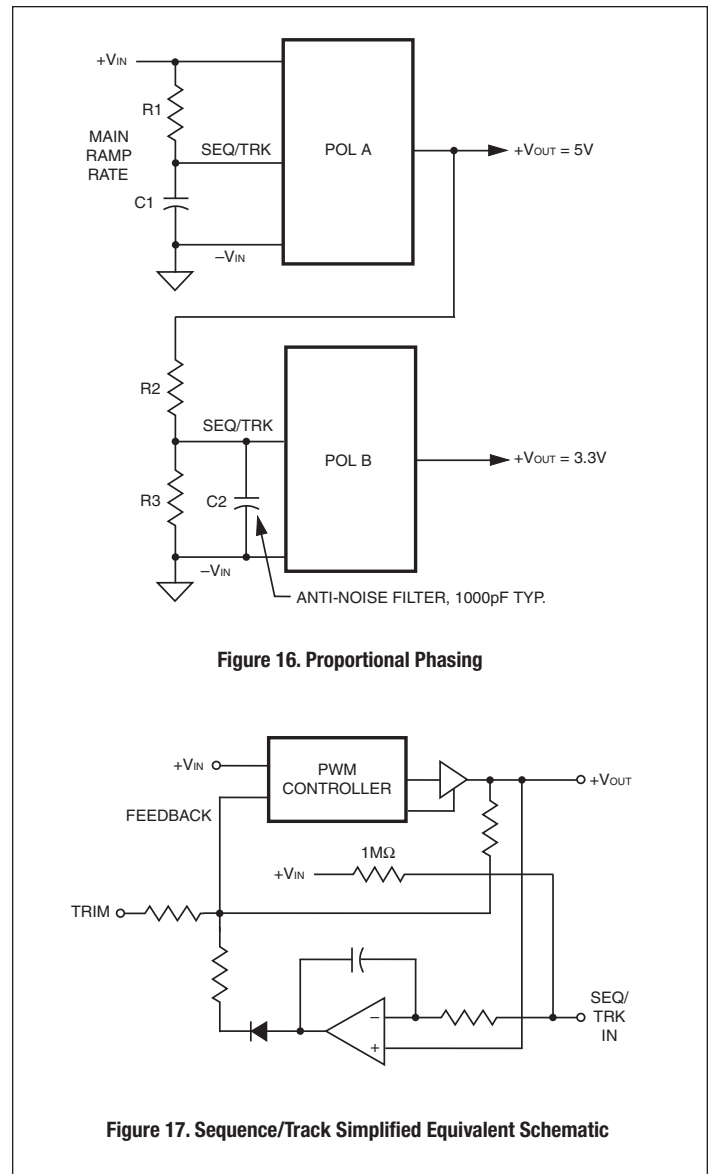 +VIN
R1
MAIN
RAMP
RATE
SEQ/TRK
POL A
+VOUT = 5V
C1
–VIN
R2
SEQ/TRK
POL B
+VOUT = 3.3V
R3
C2
–VIN
ANTI-NOISE FILTER, 1000pF TYP.
Figure 16. Proportional Phasing
+VIN
PWM
CONTROLLER
+VOUT
FEEDBACK
1MΩ
+VIN
TRIM
SEQ/
TRK
IN
–
+
Figure 17. Sequence/Track Simplified Equivalent Schematic